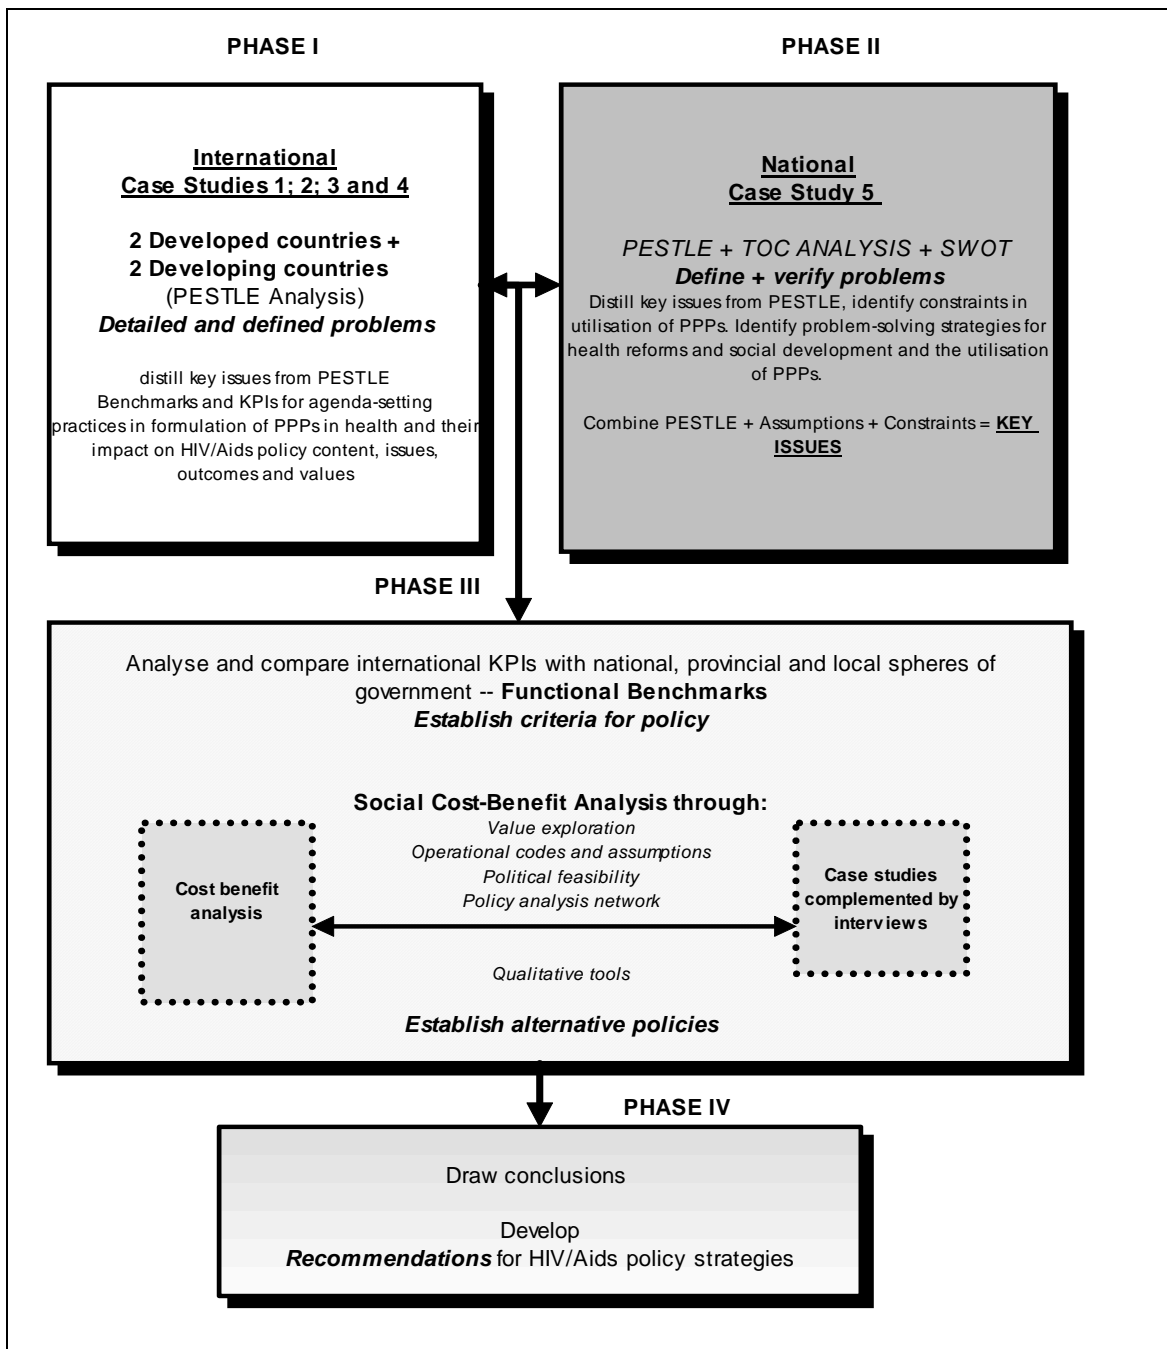 PHASE I
PHASE II
International
Case Studies 1; 2; 3 and 4
2 Developed countries +
2 Developing countries
(PESTLE Analysis)
Detailed and defined problems
distill key issues from PESTLE
Benchmarks and KPIs for agenda-setting
practices in formulation of PPPs in health and their
impact on HIV/Aids policy content, issues,
outcomes and values
National
Case Study 5
PESTLE + TOC ANALYSIS + SWOT
Define + verify problems
Distill key issues from PESTLE, identify constraints in
utilisation of PPPs. Identify problem-solving strategies for
health reforms and social development and the utilisation
of PPPs.
Combine PESTLE + Assumptions + Constraints = KEY
ISSUES
PHASE III
Analyse and compare international KPIs with national, provincial and local spheres of
government -- Functional Benchmarks
Establish criteria for policy
Social Cost-Benefit Analysis through:
Value exploration
Operational codes and assumptions
Political feasibility
Policy analysis network
Cost benefit
analysis
Case studies
complemented by
interviews
Qualitative tools
Establish alternative policies
PHASE IV
Draw conclusions
Develop
Recommendations for HIV/Aids policy strategies